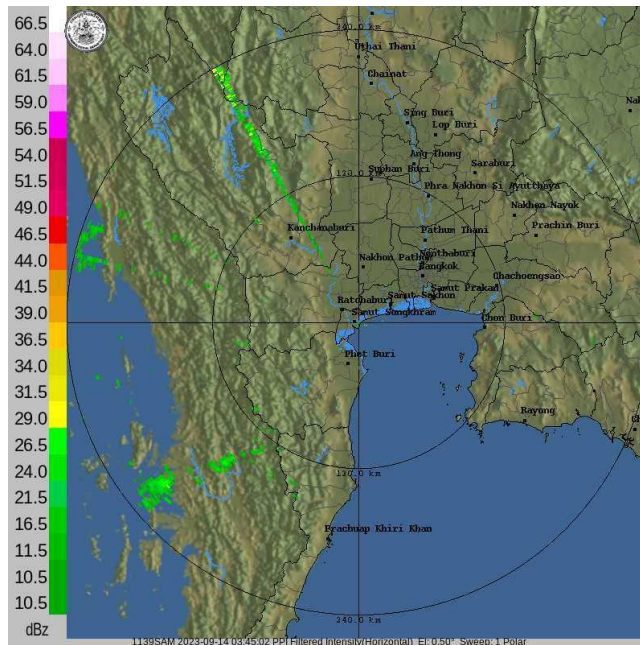 66.5
64.0
61.5
59.0
56.5
54.0
51.5
49.0
46.5
44.0
41.5
39.0
36.5
34.0
31.5
29.0
26.5
24.0
21.5
16.5
11.5
10.5
10.5
dBz
240.0 km
Uthai Thani
Chainat
Sing Buri
Lop Buri
Ang Thong
Saraburi
120.0 km
Suphan Buri
Phra Nakhon Si Ayutthaya
Nakhon Nayok
Kanchanaburi
Pathum Thani
Prachin Buri
Nonthaburi
Nakhon Pathom
Bangkok
Chachoengsao
Samut Prakan
Samut Sakhon
Ratchaburi
Samut Songkhram
Chon Buri
Phet Buri
Rayong
120.0 km
Prachuap Khiri Khan
240.0 km
1139SAM 2023-09-14 03:45:02 PPI Filtered Intensity(Horizontal) El: 0.50° Sweep: 1 Polar